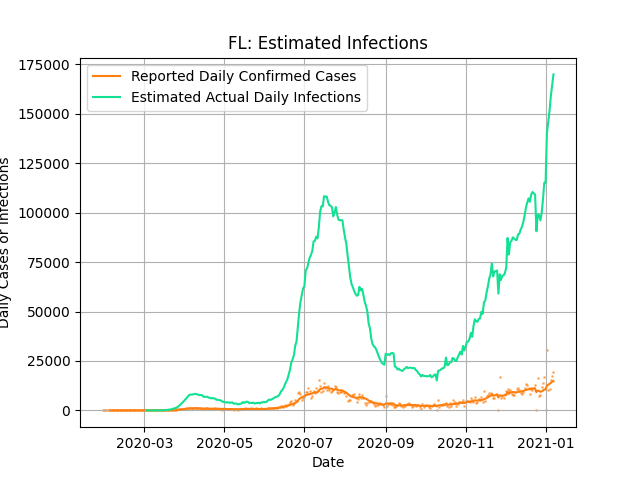 FL: Estimated Infections
Reported Daily Confirmed Cases
Estimated Actual Daily Infections
175000
150000
125000
100000
75000
50000
25000
0
Daily Cases or Infections
2020-03 2020-05 2020-07 2020-09 2020-11 2021-01
Date